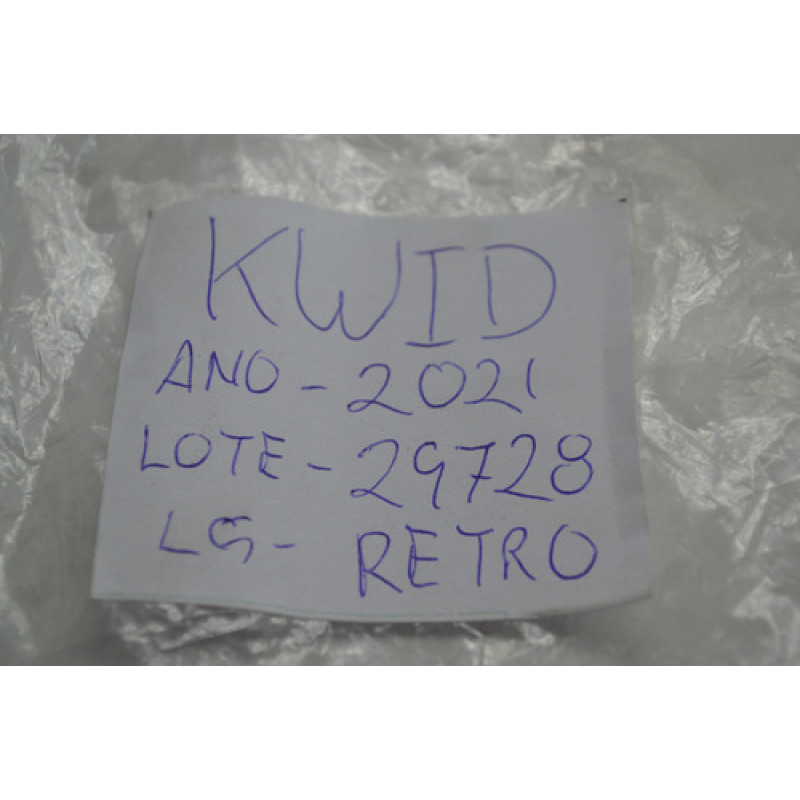 KWID
ANO - 2021
LOTE - 29728
LG - RETRO